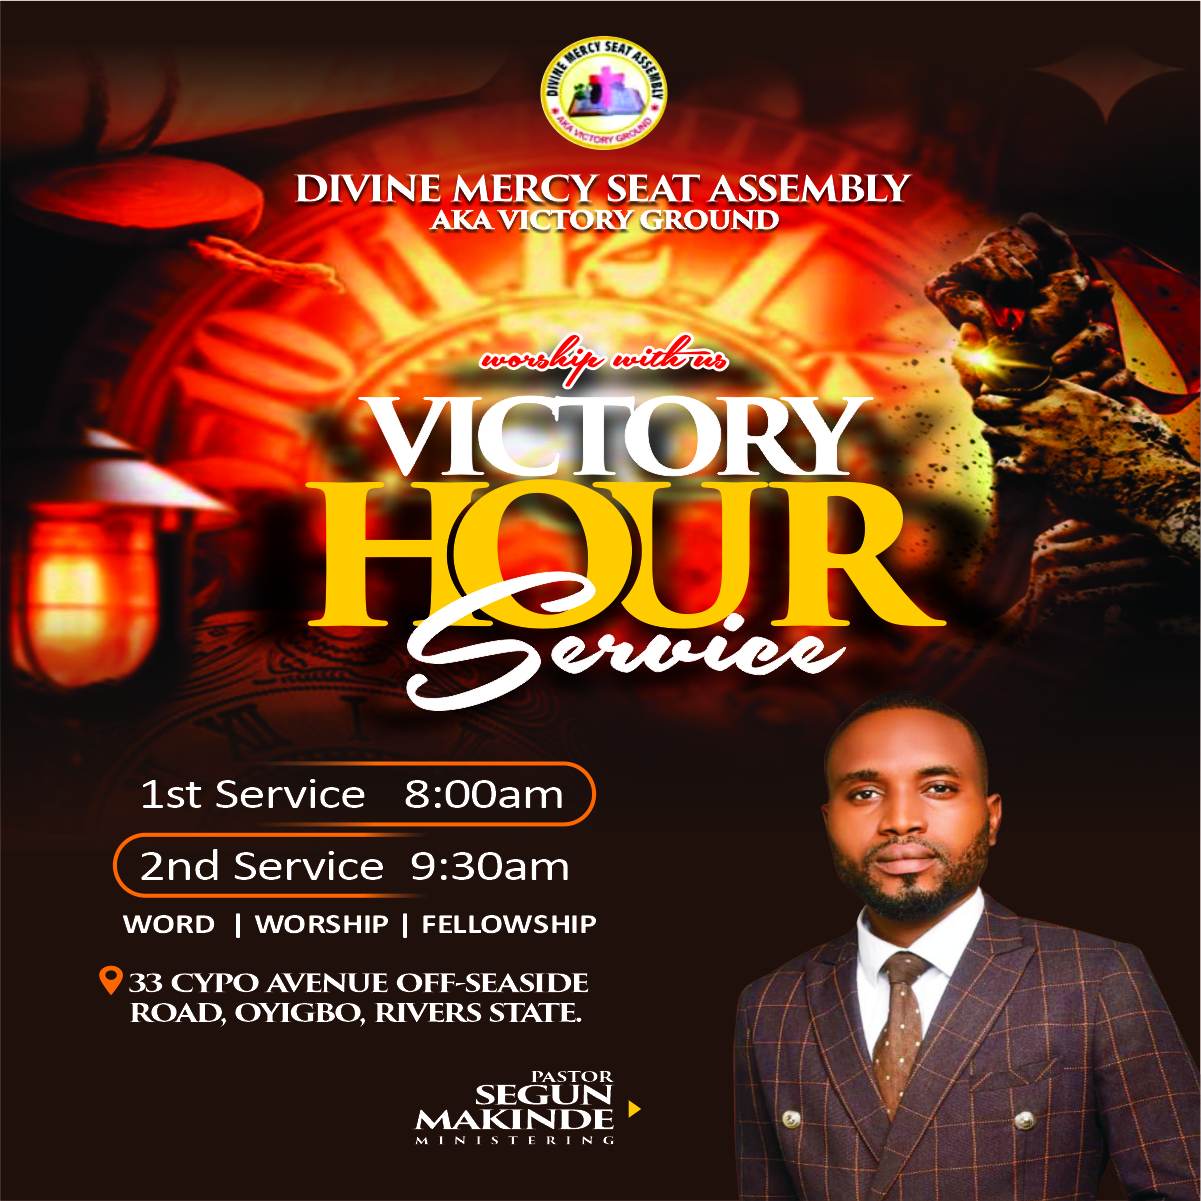 DIVINE MERCY SEAT ASSEMBLY
AKA VICTORY GROUND
DIVINE MERCY SEAT ASSEMBLY
AKA VICTORY GROUND
worship with us
VICTORY
HOUR
Service
1st Service 8:00am
2nd Service 9:30am
WORD | WORSHIP | FELLOWSHIP
33 CYPO AVENUE OFF-SEASIDE
ROAD, OYIGBO, RIVERS STATE.
PASTOR
SEGUN
MAKINDE
MINISTERING